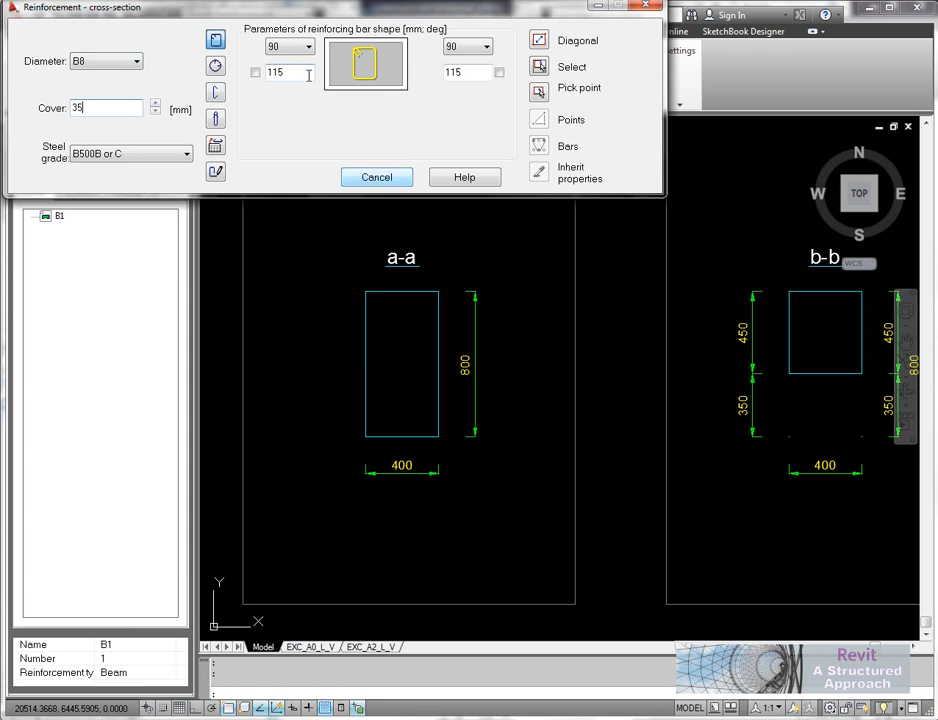 Reinforcement - cross-section
Sign In
Parameters of reinforcing bar shape [mm; deg]
90
90
115
115
Diameter: B8
Cover: 35
[mm]
Steel grade: B500B or C
Cancel
Help
Diagonal
Select
Pick point
Points
Bars
Inherit properties
nline
SketchBook Designer
ettings
B1
N
W
TOP
E
S
WCS
a-a
800
400
b-b
450
450
800
350
350
400
Y
X
Name B1
Number 1
Reinforcement ty Beam
Model
EXC_A0_L_V
EXC_A2_L_V
:
:
:
Revit
A Structured
Approach
20514.3668, 6445.5905, 0.0000
MODEL
1:1